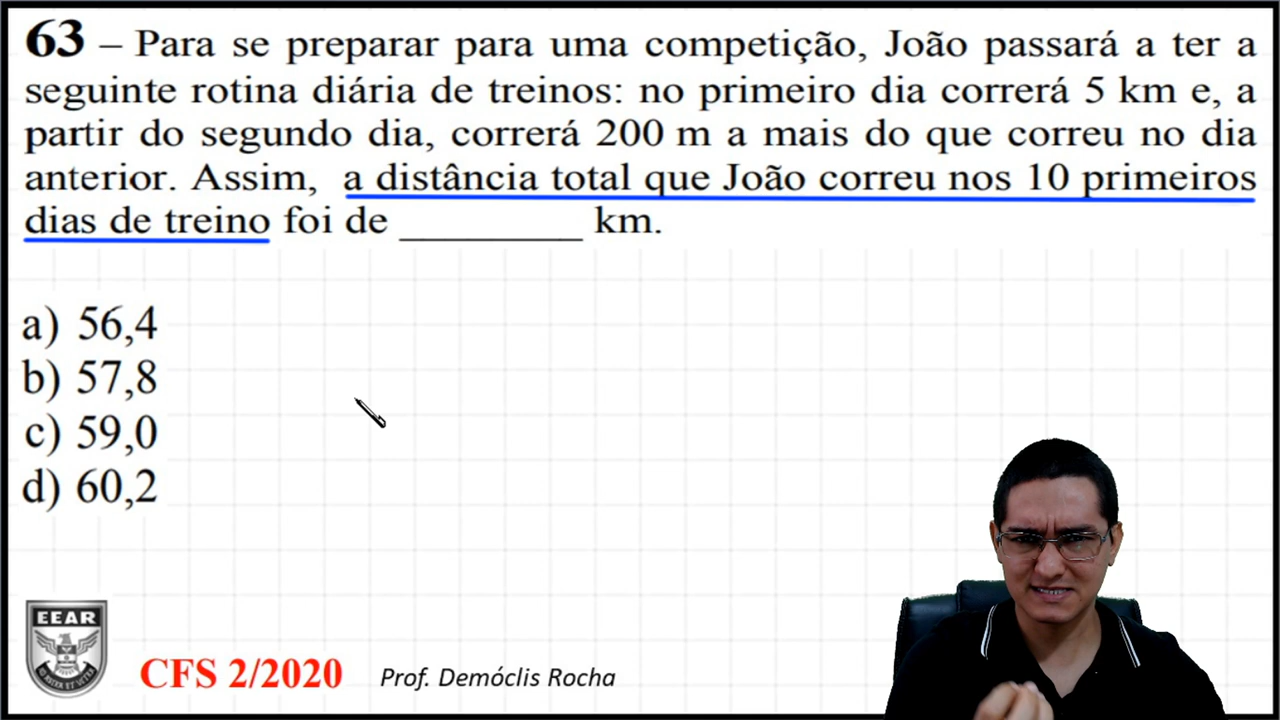 63 – Para se preparar para uma competição, João passará a ter a
seguinte rotina diária de treinos: no primeiro dia correrá 5 km e, a
partir do segundo dia, correrá 200 m a mais do que correu no dia
anterior. Assim, a distância total que João correu nos 10 primeiros
dias de treino foi de _________ km.
a) 56,4
b) 57,8
c) 59,0
d) 60,2
EEAR
CFS 2/2020
Prof. Demóclis Rocha